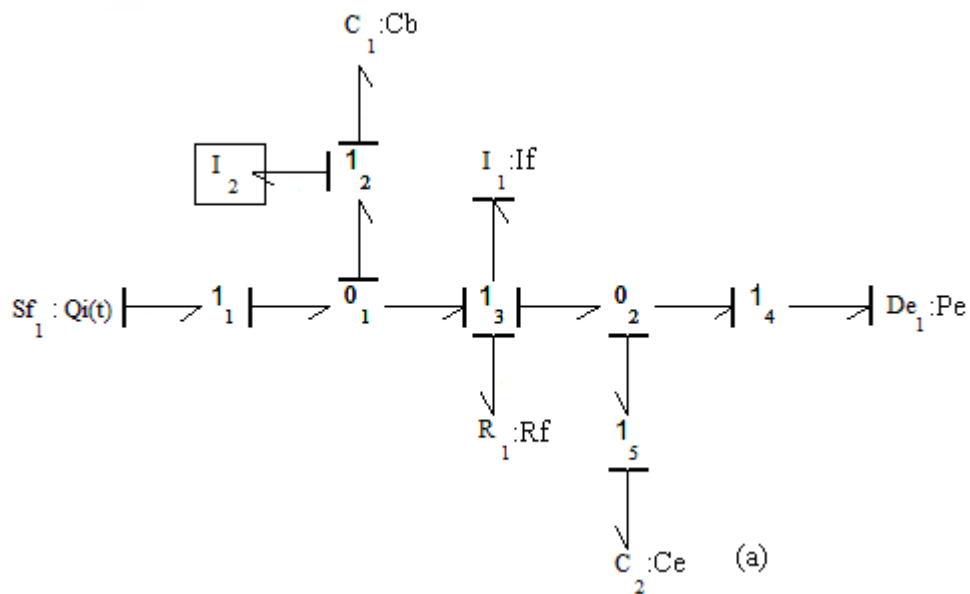 C₁:Cb
I₂ 1₂ I₁:If
Sf₁ : Qi(t) 1₁ 0₁ 1₃ 0₂ 1₄ De₁:Pe
R₁:Rf 1₅
C₂:Ce (a)